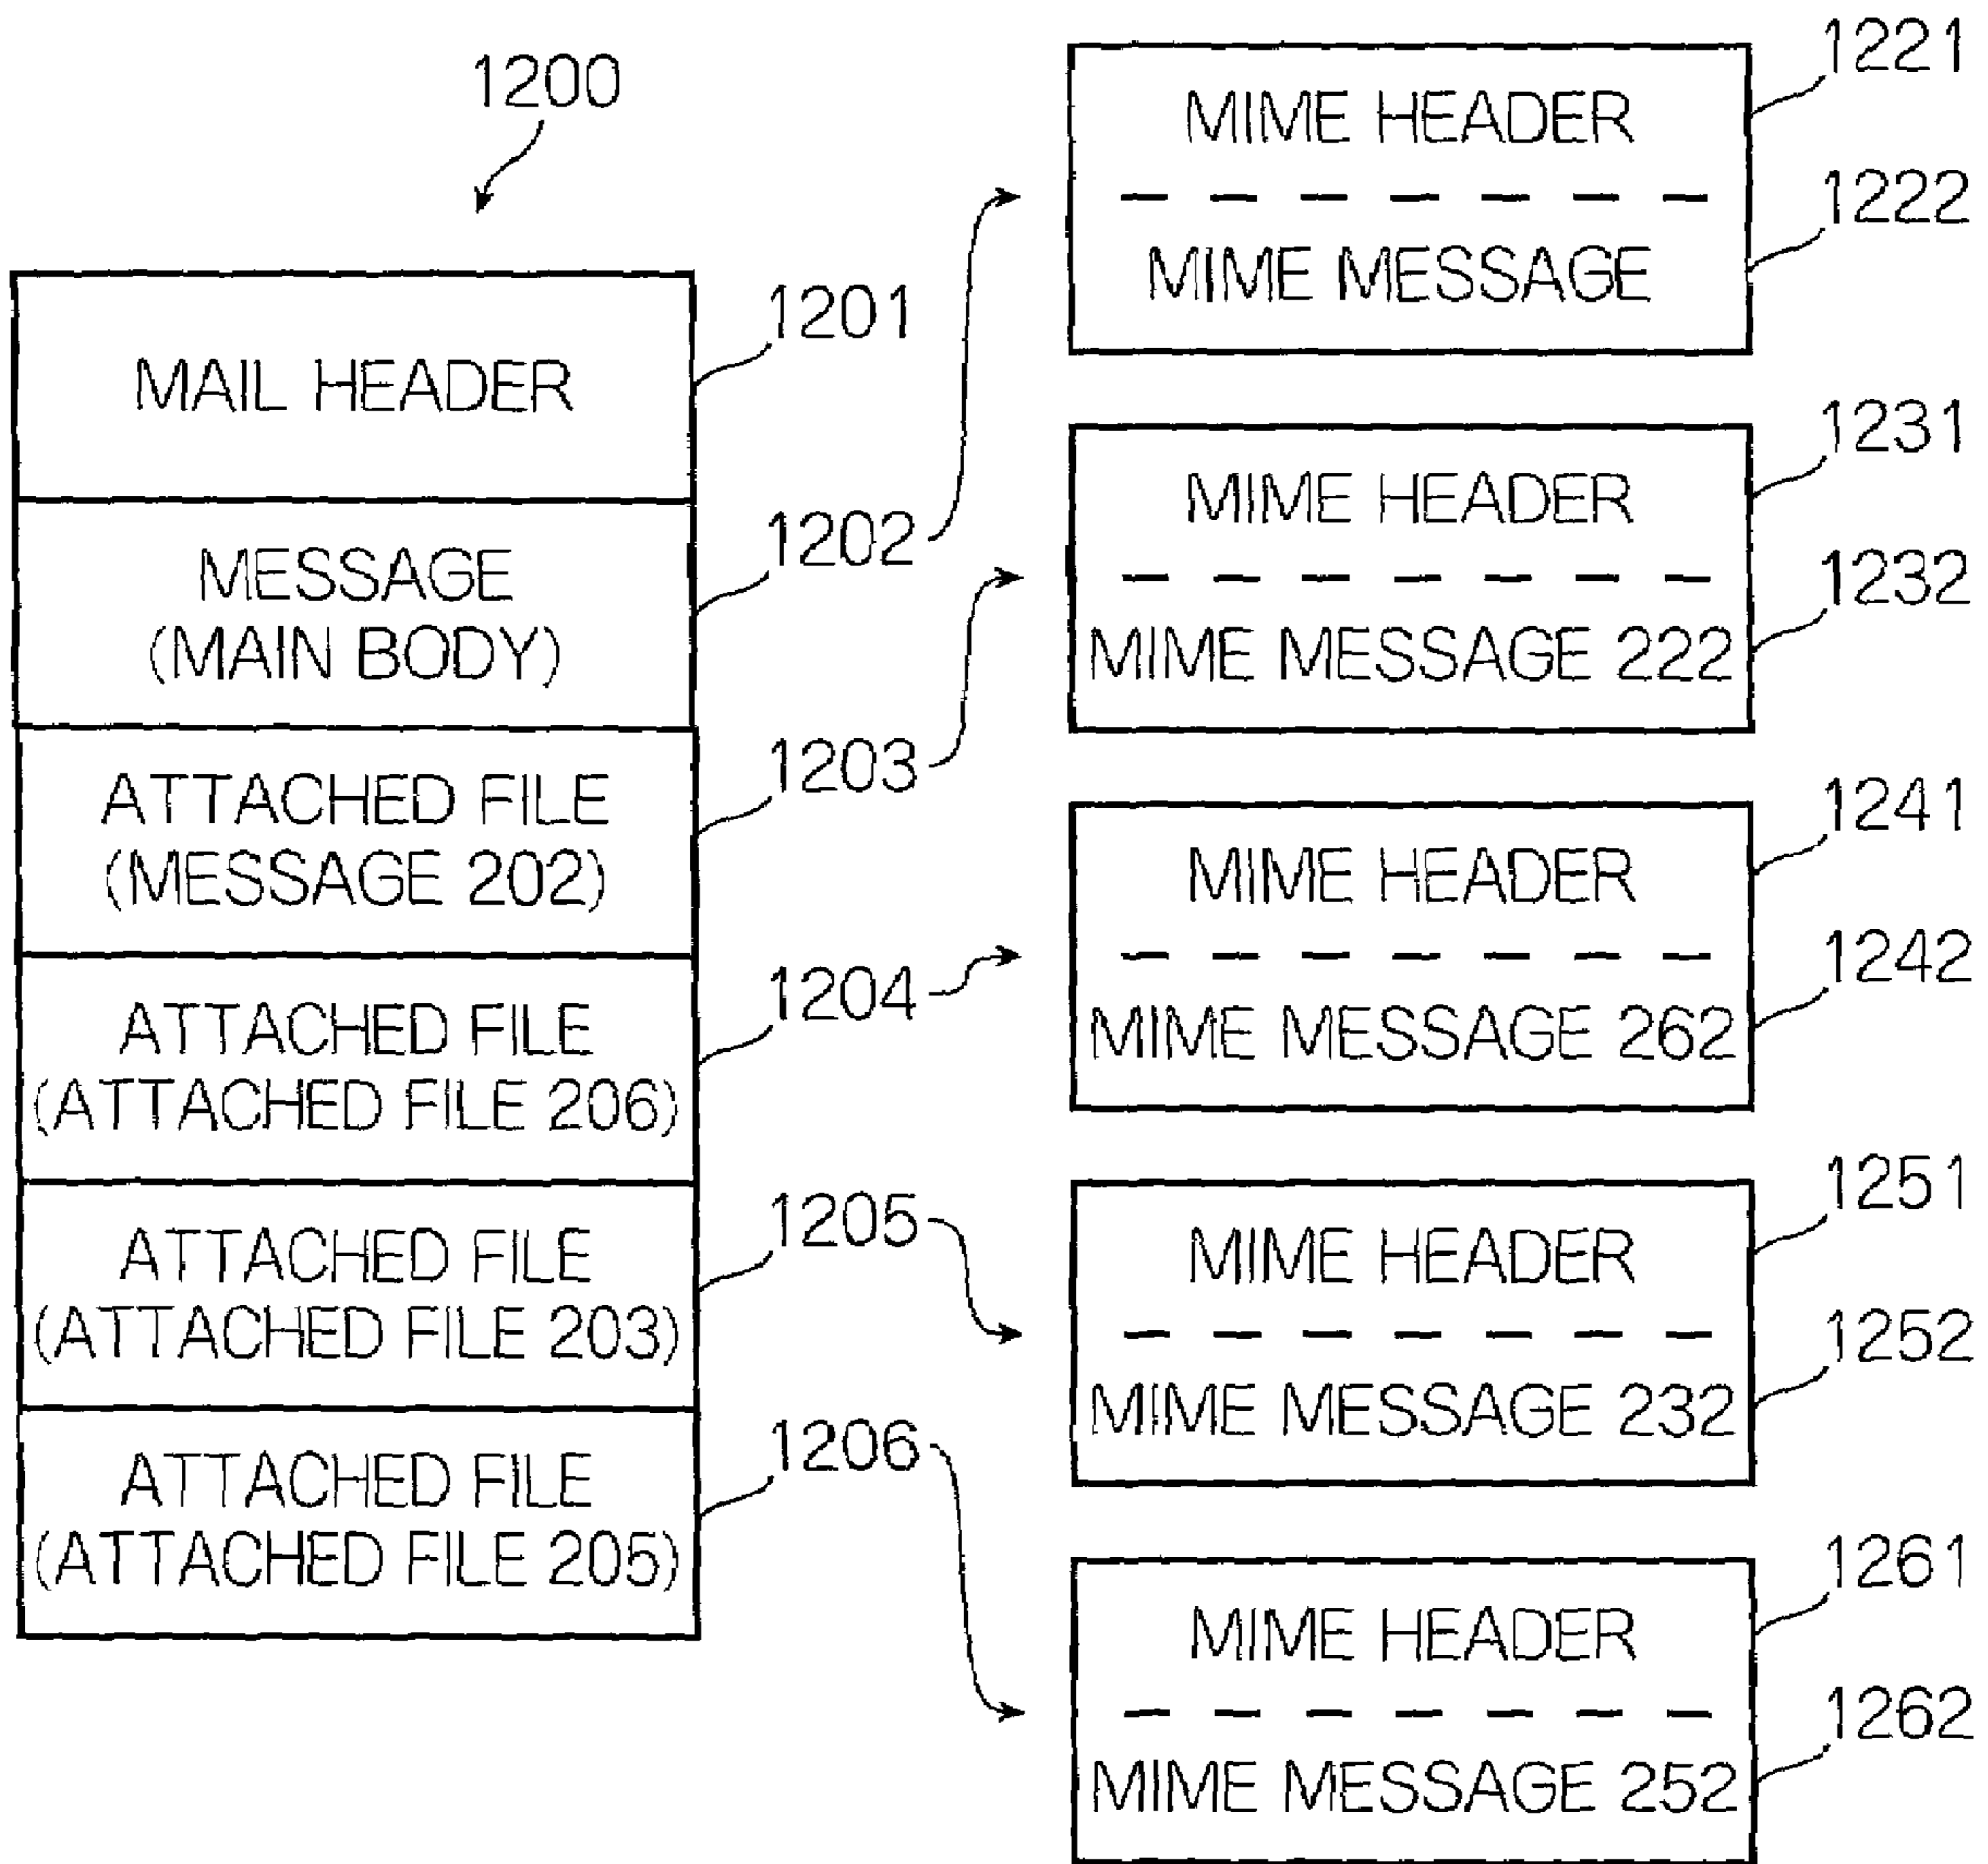 1200
MAIL HEADER
1201
MESSAGE
(MAIN BODY)
1202
ATTACHED FILE
(MESSAGE 202)
1203
ATTACHED FILE
(ATTACHED FILE 206)
1204
ATTACHED FILE
(ATTACHED FILE 203)
1205
ATTACHED FILE
(ATTACHED FILE 205)
1206
MIME HEADER
1221
MIME MESSAGE
1222
MIME HEADER
1231
MIME MESSAGE 222
1232
MIME HEADER
1241
MIME MESSAGE 262
1242
MIME HEADER
1251
MIME MESSAGE 232
1252
MIME HEADER
1261
MIME MESSAGE 252
1262